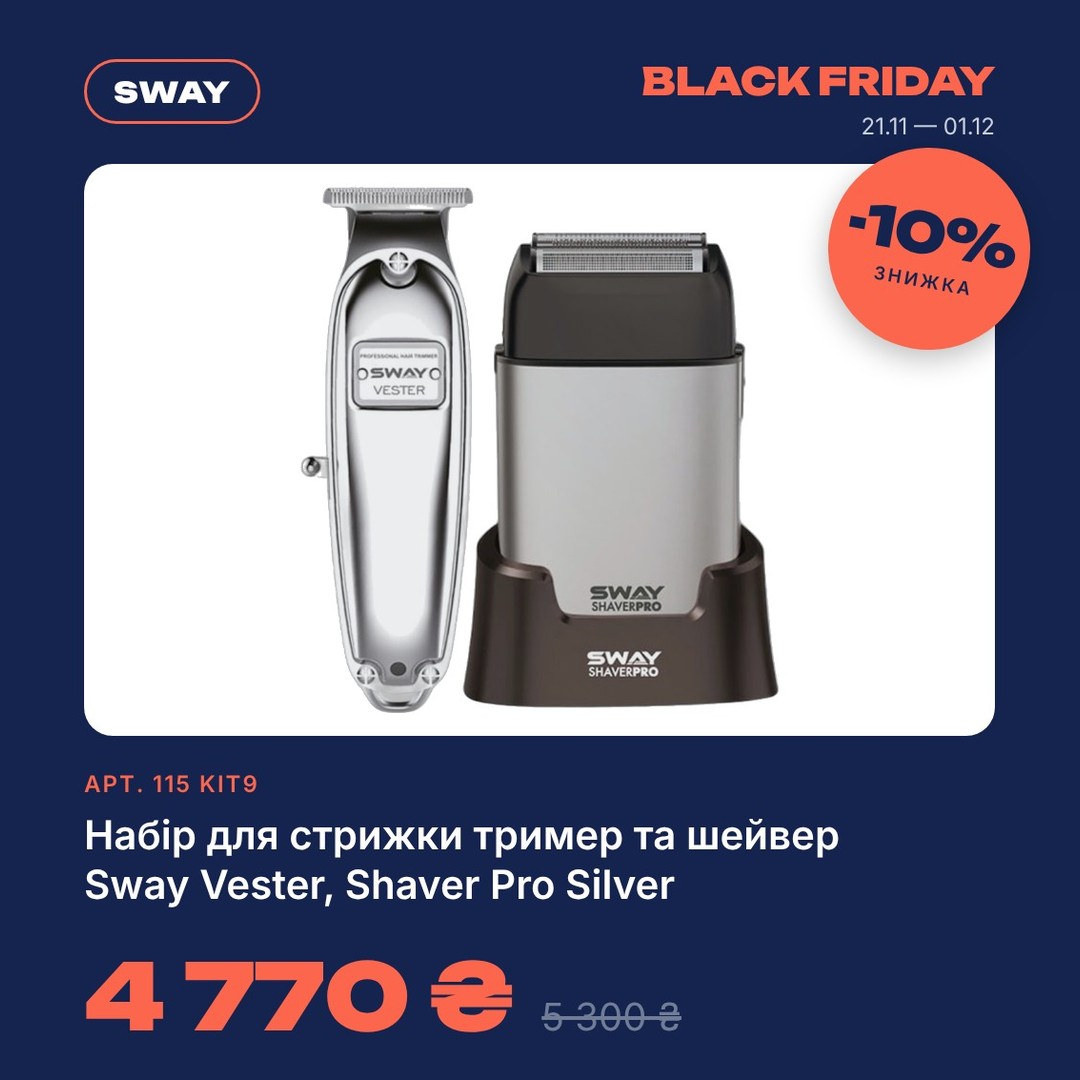 SWAY
BLACK FRIDAY
21.11 — 01.12
-10%
ЗНИЖКА
PROFESSIONAL HAIR TRIMMER
SWAY
VESTER
SWAY
SHAVERPRO
SWAY
SHAVERPRO
АРТ. 115 KIT9
Набір для стрижки тример та шейвер
Sway Vester, Shaver Pro Silver
4 770 ₴
5 300 ₴